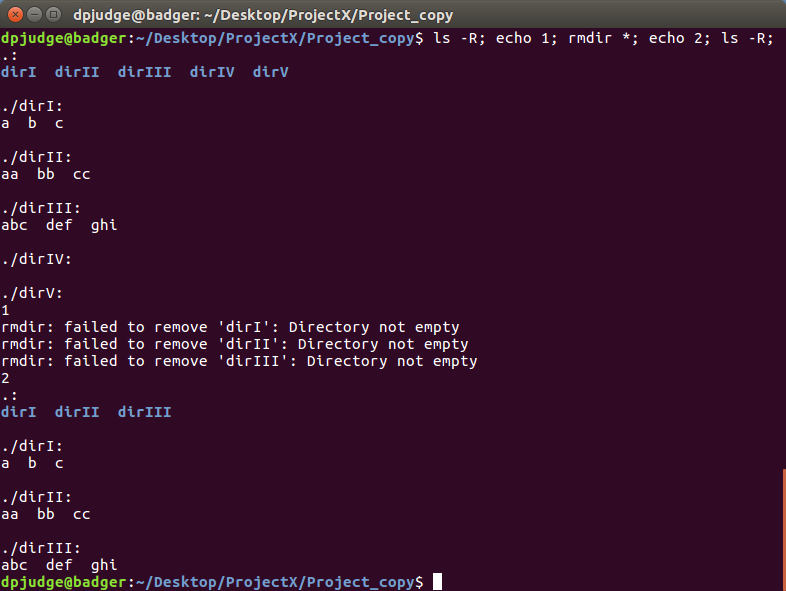 dpjudge@badger: ~/Desktop/ProjectX/Project_copy
dpjudge@badger:~/Desktop/ProjectX/Project_copy$ ls -R; echo 1; rmdir *; echo 2; ls -R;
.:
dirI  dirII  dirIII  dirIV  dirV

./dirI:
a  b  c

./dirII:
aa  bb  cc

./dirIII:
abc  def  ghi

./dirIV:

./dirV:
1
rmdir: failed to remove 'dirI': Directory not empty
rmdir: failed to remove 'dirII': Directory not empty
rmdir: failed to remove 'dirIII': Directory not empty
2
.:
dirI  dirII  dirIII

./dirI:
a  b  c

./dirII:
aa  bb  cc

./dirIII:
abc  def  ghi
dpjudge@badger:~/Desktop/ProjectX/Project_copy$